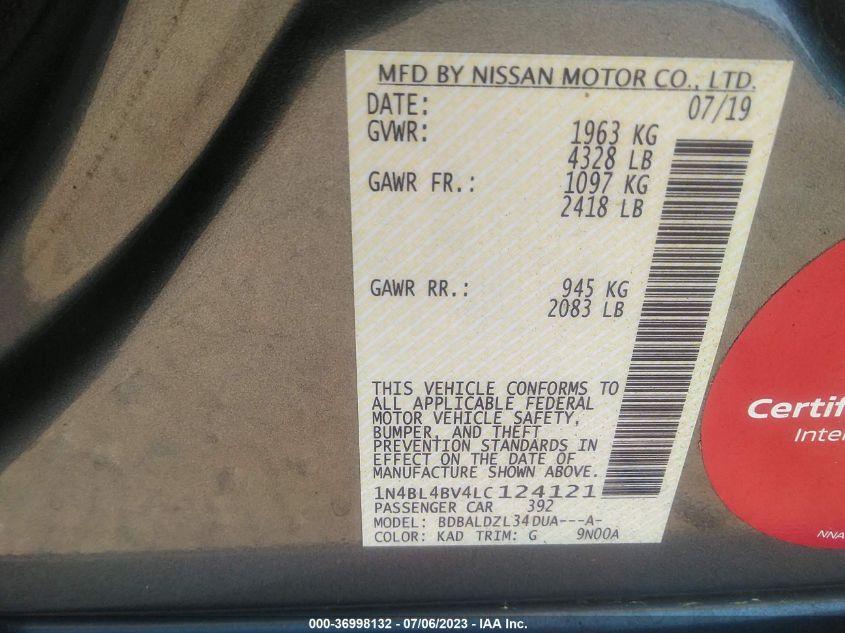 MFD BY NISSAN MOTOR CO., LTD.
DATE: 07/19
GVWR: 1963 KG
4328 LB
GAWR FR.: 1097 KG
2418 LB
GAWR RR.: 945 KG
2083 LB
THIS VEHICLE CONFORMS TO
ALL APPLICABLE FEDERAL
MOTOR VEHICLE SAFETY,
BUMPER, AND THEFT
PREVENTION STANDARDS IN
EFFECT ON THE DATE OF
MANUFACTURE SHOWN ABOVE.
1N4BL4BV4LC124121
PASSENGER CAR 392
MODEL: BDBALDZL34DUA---A-
COLOR: KAD TRIM: G 9N00A
Certif
Inter
NNA
000-36998132 - 07/06/2023 - IAA Inc.